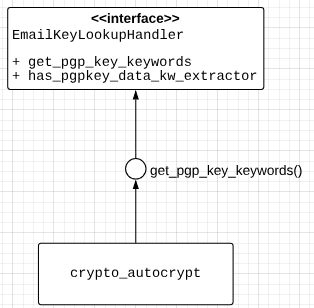 <<interface>>
EmailKeyLookupHandler
+ get_pgp_key_keywords
+ has_pgpkey_data_kw_extractor
get_pgp_key_keywords()
crypto_autocrypt